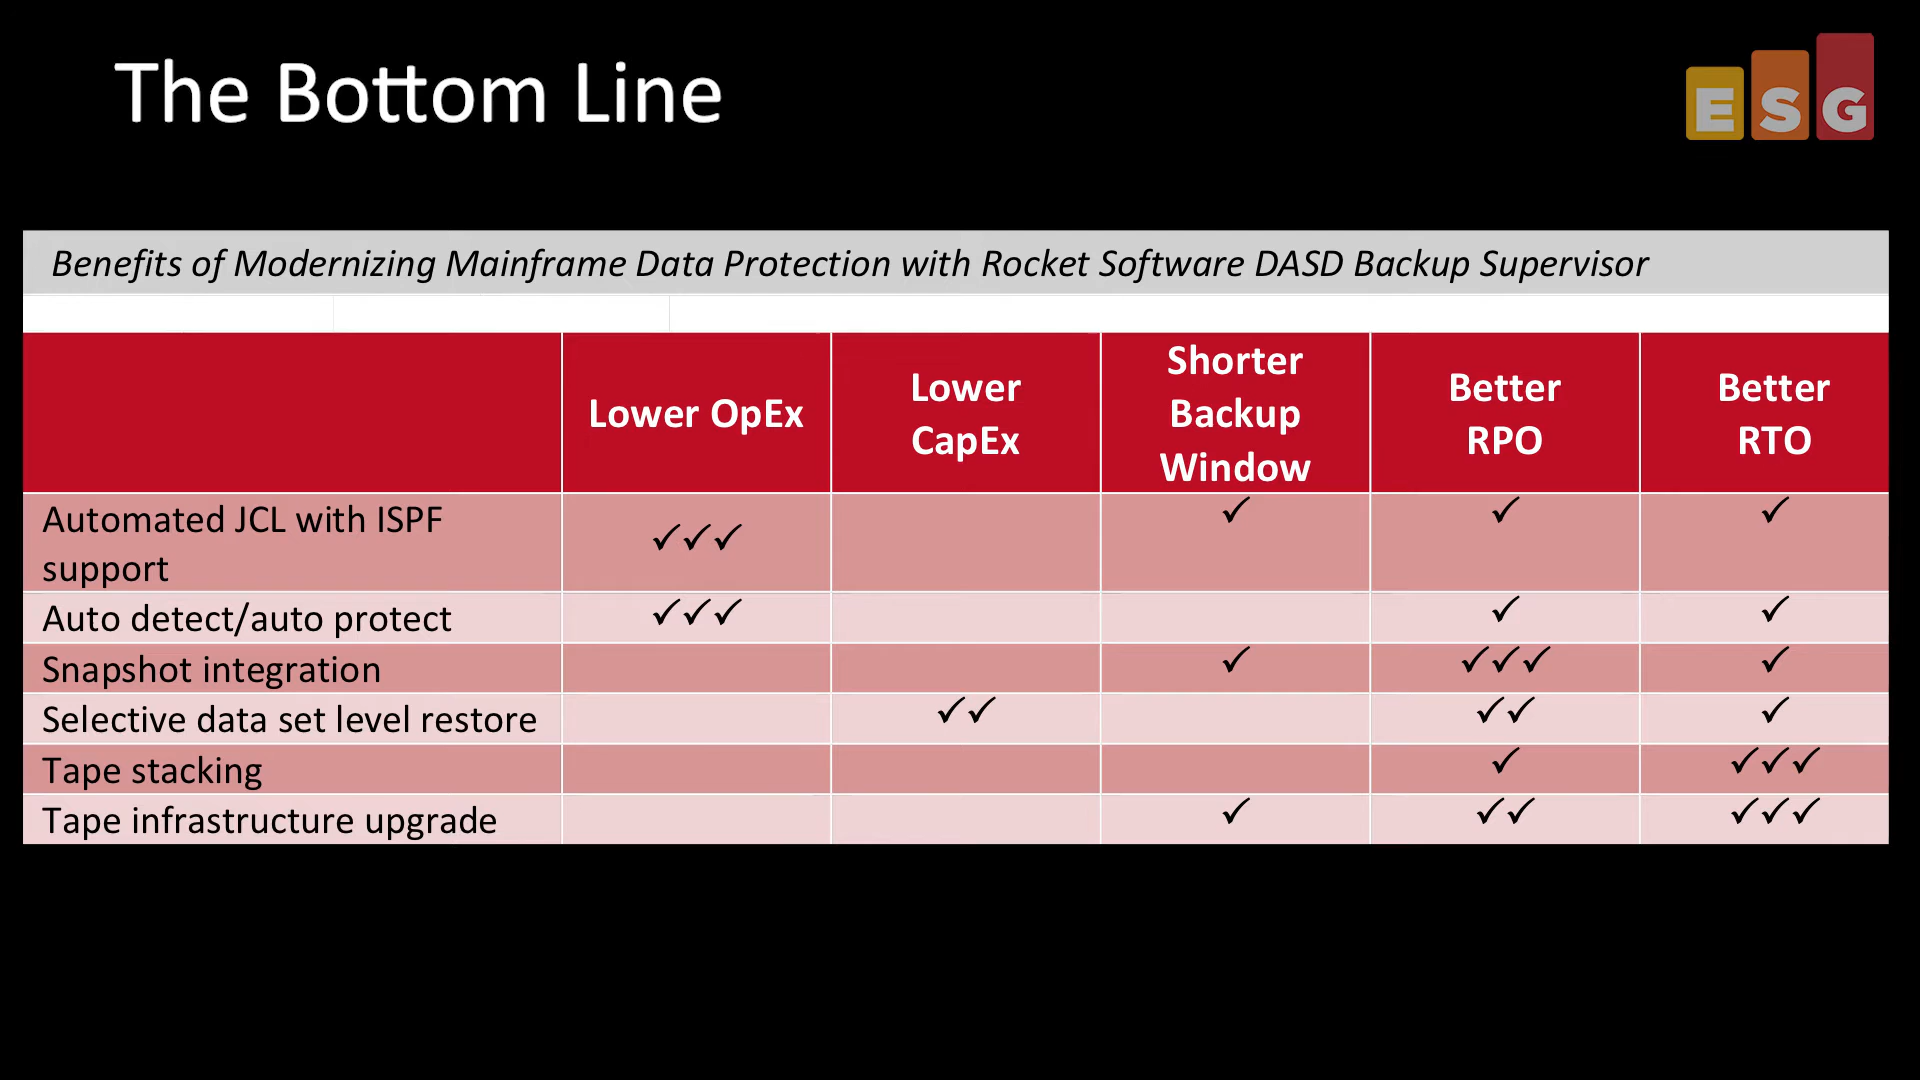 The Bottom Line
ESG
Benefits of Modernizing Mainframe Data Protection with Rocket Software DASD Backup Supervisor
Lower OpEx
Lower
CapEx
Shorter
Backup
Window
Better
RPO
Better
RTO
Automated JCL with ISPF
support
✓✓✓
✓
✓
✓
Auto detect/auto protect
✓✓✓
✓
✓
Snapshot integration
✓
✓✓✓
✓
Selective data set level restore
✓✓
✓✓
✓
Tape stacking
✓
✓✓✓
Tape infrastructure upgrade
✓
✓✓
✓✓✓